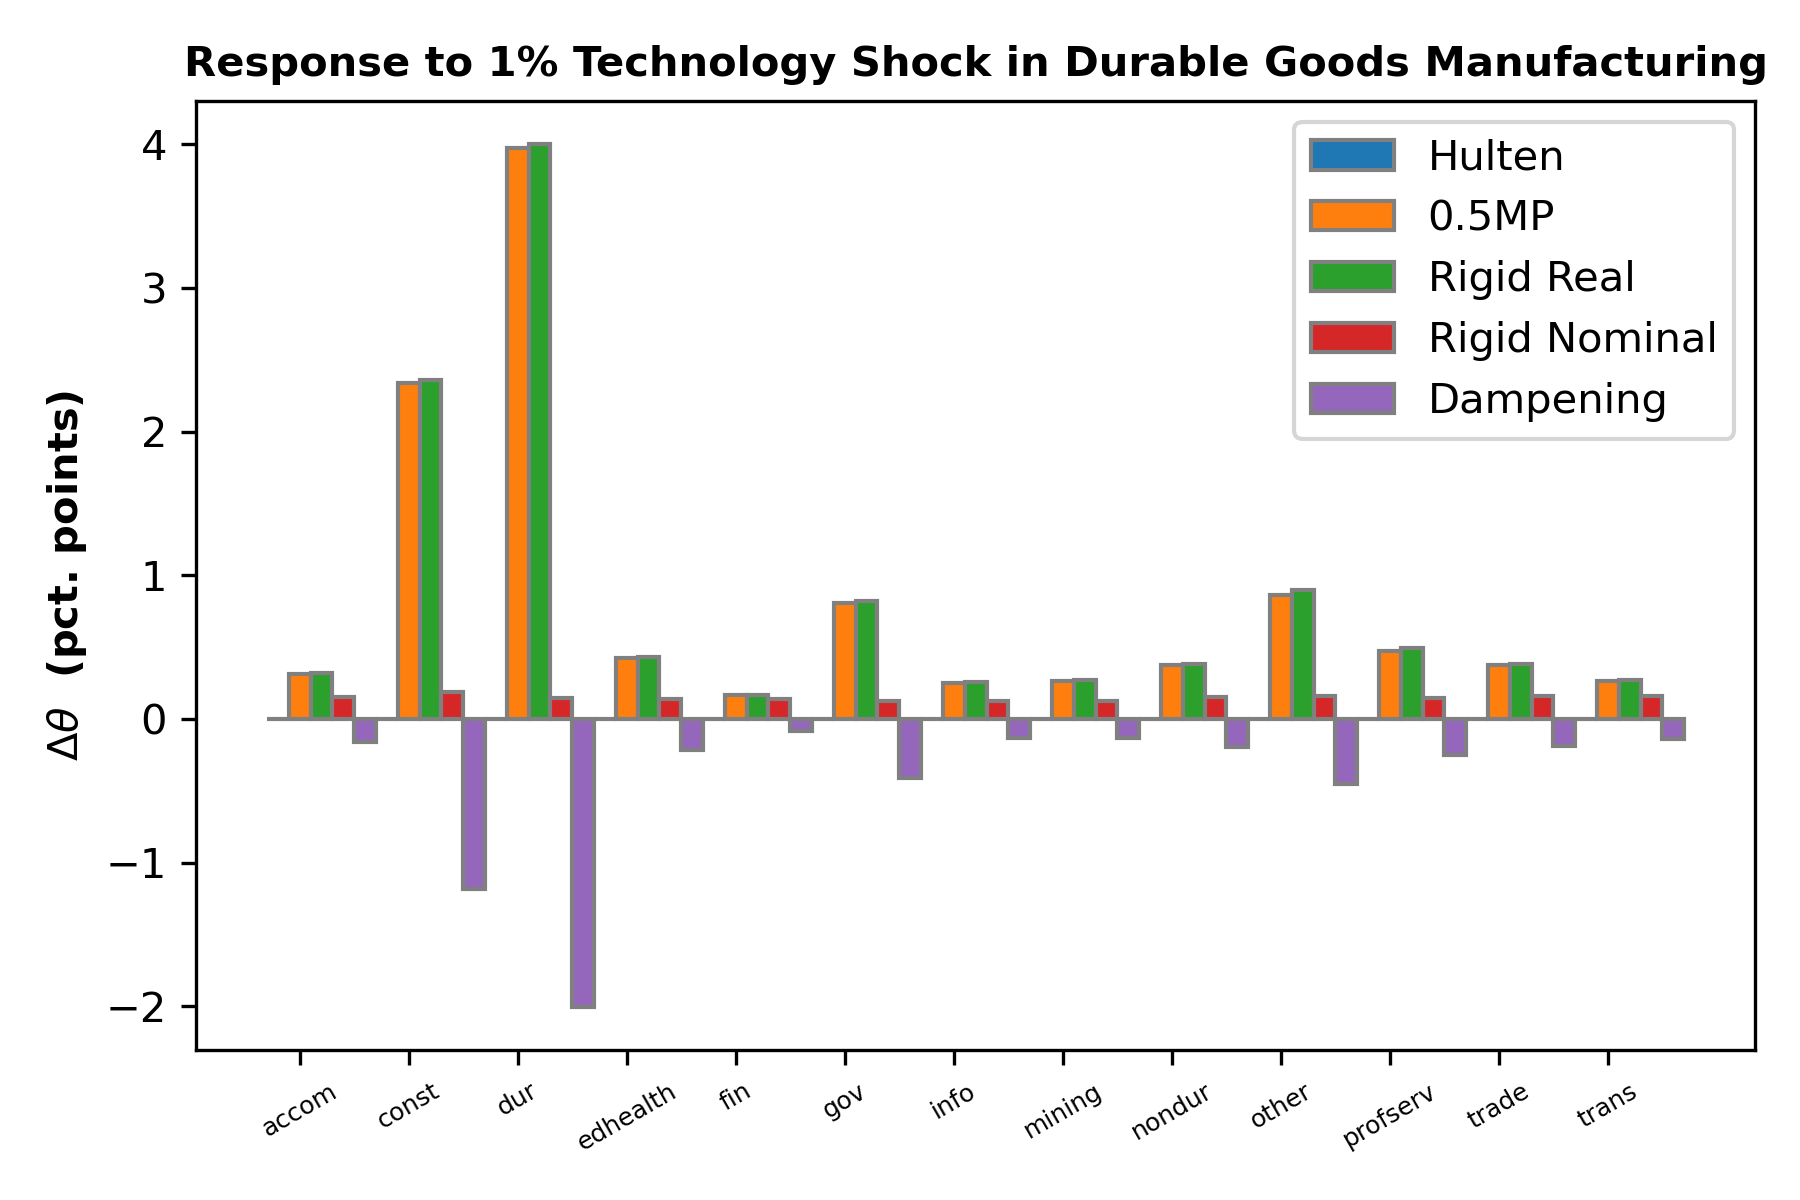 Response to 1% Technology Shock in Durable Goods Manufacturing
Δθ (pct. points)
4
3
2
1
0
−1
−2
Hulten
0.5MP
Rigid Real
Rigid Nominal
Dampening
accom
const
dur
edhealth
fin
gov
info
mining
nondur
other
profserv
trade
trans